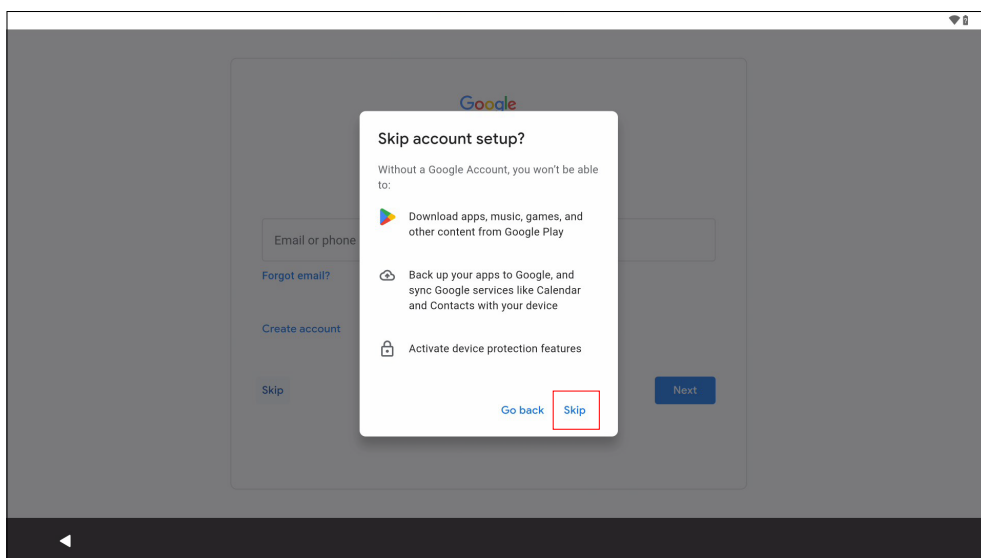 Google
Skip account setup?
Without a Google Account, you won't be able
to:
Download apps, music, games, and
other content from Google Play
Email or phone
Forgot email?
Back up your apps to Google, and
sync Google services like Calendar
and Contacts with your device
Create account
Activate device protection features
Skip
Next
Go back
Skip